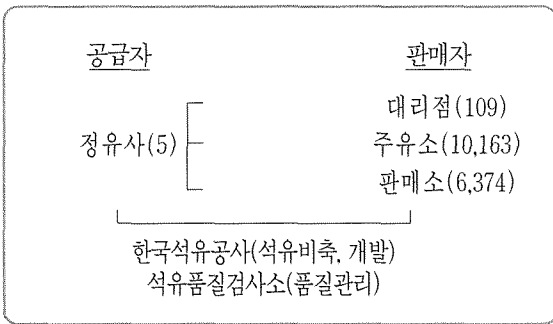 공급자 판매자
대리점(109)
정유사(5) 주유소(10,163)
판매소(6,374)
한국석유공사(석유비축, 개발)
석유품질검사소(품질관리)